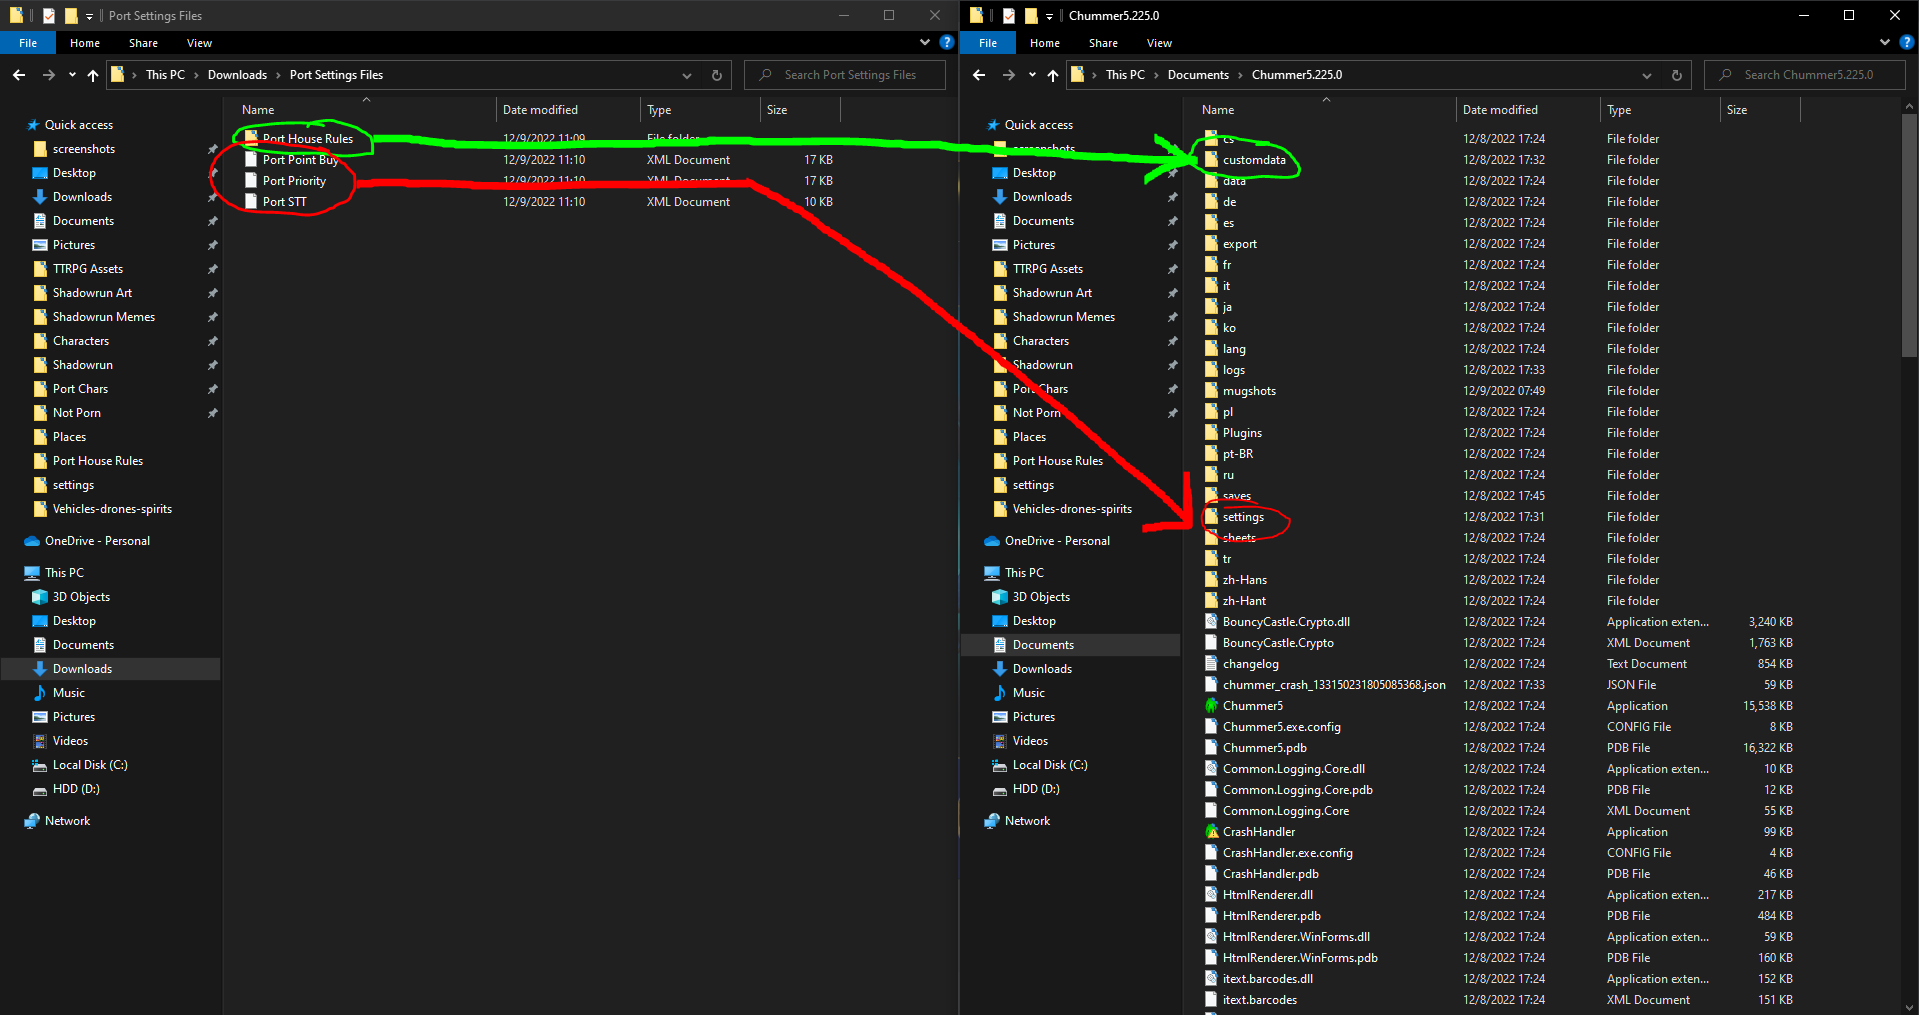 Port Settings Files
File Home Share View
This PC Downloads Port Settings Files
Search Port Settings Files
Name Date modified Type Size
Quick access
screenshots
Desktop
Downloads
Documents
Pictures
TTRPG Assets
Shadowrun Art
Shadowrun Memes
Characters
Shadowrun
Port Chars
Not Porn
Places
Port House Rules
settings
Vehicles-drones-spirits
OneDrive - Personal
This PC
3D Objects
Desktop
Documents
Downloads
Music
Pictures
Videos
Local Disk (C:)
HDD (D:)
Network
Port House Rules 12/9/2022 11:09 File folder
Port Point Buy 12/9/2022 11:10 XML Document 17 KB
Port Priority 12/9/2022 11:10 XML Document 17 KB
Port STT 12/9/2022 11:10 XML Document 10 KB
Chummer5.225.0
File Home Share View
This PC Documents Chummer5.225.0
Search Chummer5.225.0
Name Date modified Type Size
Quick access
screenshots
Desktop
Downloads
Documents
Pictures
TTRPG Assets
Shadowrun Art
Shadowrun Memes
Characters
Shadowrun
Port Chars
Not Porn
Places
Port House Rules
settings
Vehicles-drones-spirits
OneDrive - Personal
This PC
3D Objects
Desktop
Documents
Downloads
Music
Pictures
Videos
Local Disk (C:)
HDD (D:)
Network
cs 12/8/2022 17:24 File folder
customdata 12/8/2022 17:32 File folder
data 12/8/2022 17:24 File folder
de 12/8/2022 17:24 File folder
es 12/8/2022 17:24 File folder
export 12/8/2022 17:24 File folder
fr 12/8/2022 17:24 File folder
it 12/8/2022 17:24 File folder
ja 12/8/2022 17:24 File folder
ko 12/8/2022 17:24 File folder
lang 12/8/2022 17:24 File folder
logs 12/8/2022 17:33 File folder
mugshots 12/9/2022 07:49 File folder
pl 12/8/2022 17:24 File folder
Plugins 12/8/2022 17:24 File folder
pt-BR 12/8/2022 17:24 File folder
ru 12/8/2022 17:24 File folder
saves 12/8/2022 17:45 File folder
settings 12/8/2022 17:31 File folder
sheets 12/8/2022 17:24 File folder
tr 12/8/2022 17:24 File folder
zh-Hans 12/8/2022 17:24 File folder
zh-Hant 12/8/2022 17:24 File folder
BouncyCastle.Crypto.dll 12/8/2022 17:24 Application exten... 3,240 KB
BouncyCastle.Crypto 12/8/2022 17:24 XML Document 1,763 KB
changelog 12/8/2022 17:24 Text Document 854 KB
chummer_crash_133150231805085368.json 12/8/2022 17:33 JSON File 59 KB
Chummer5 12/8/2022 17:24 Application 15,538 KB
Chummer5.exe.config 12/8/2022 17:24 CONFIG File 8 KB
Chummer5.pdb 12/8/2022 17:24 PDB File 16,322 KB
Common.Logging.Core.dll 12/8/2022 17:24 Application exten... 10 KB
Common.Logging.Core.pdb 12/8/2022 17:24 PDB File 12 KB
Common.Logging.Core 12/8/2022 17:24 XML Document 55 KB
CrashHandler 12/8/2022 17:24 Application 99 KB
CrashHandler.exe.config 12/8/2022 17:24 CONFIG File 4 KB
CrashHandler.pdb 12/8/2022 17:24 PDB File 46 KB
HtmlRenderer.dll 12/8/2022 17:24 Application exten... 217 KB
HtmlRenderer.pdb 12/8/2022 17:24 PDB File 484 KB
HtmlRenderer.WinForms.dll 12/8/2022 17:24 Application exten... 59 KB
HtmlRenderer.WinForms.pdb 12/8/2022 17:24 PDB File 160 KB
itext.barcodes.dll 12/8/2022 17:24 Application exten... 152 KB
itext.barcodes 12/8/2022 17:24 XML Document 151 KB